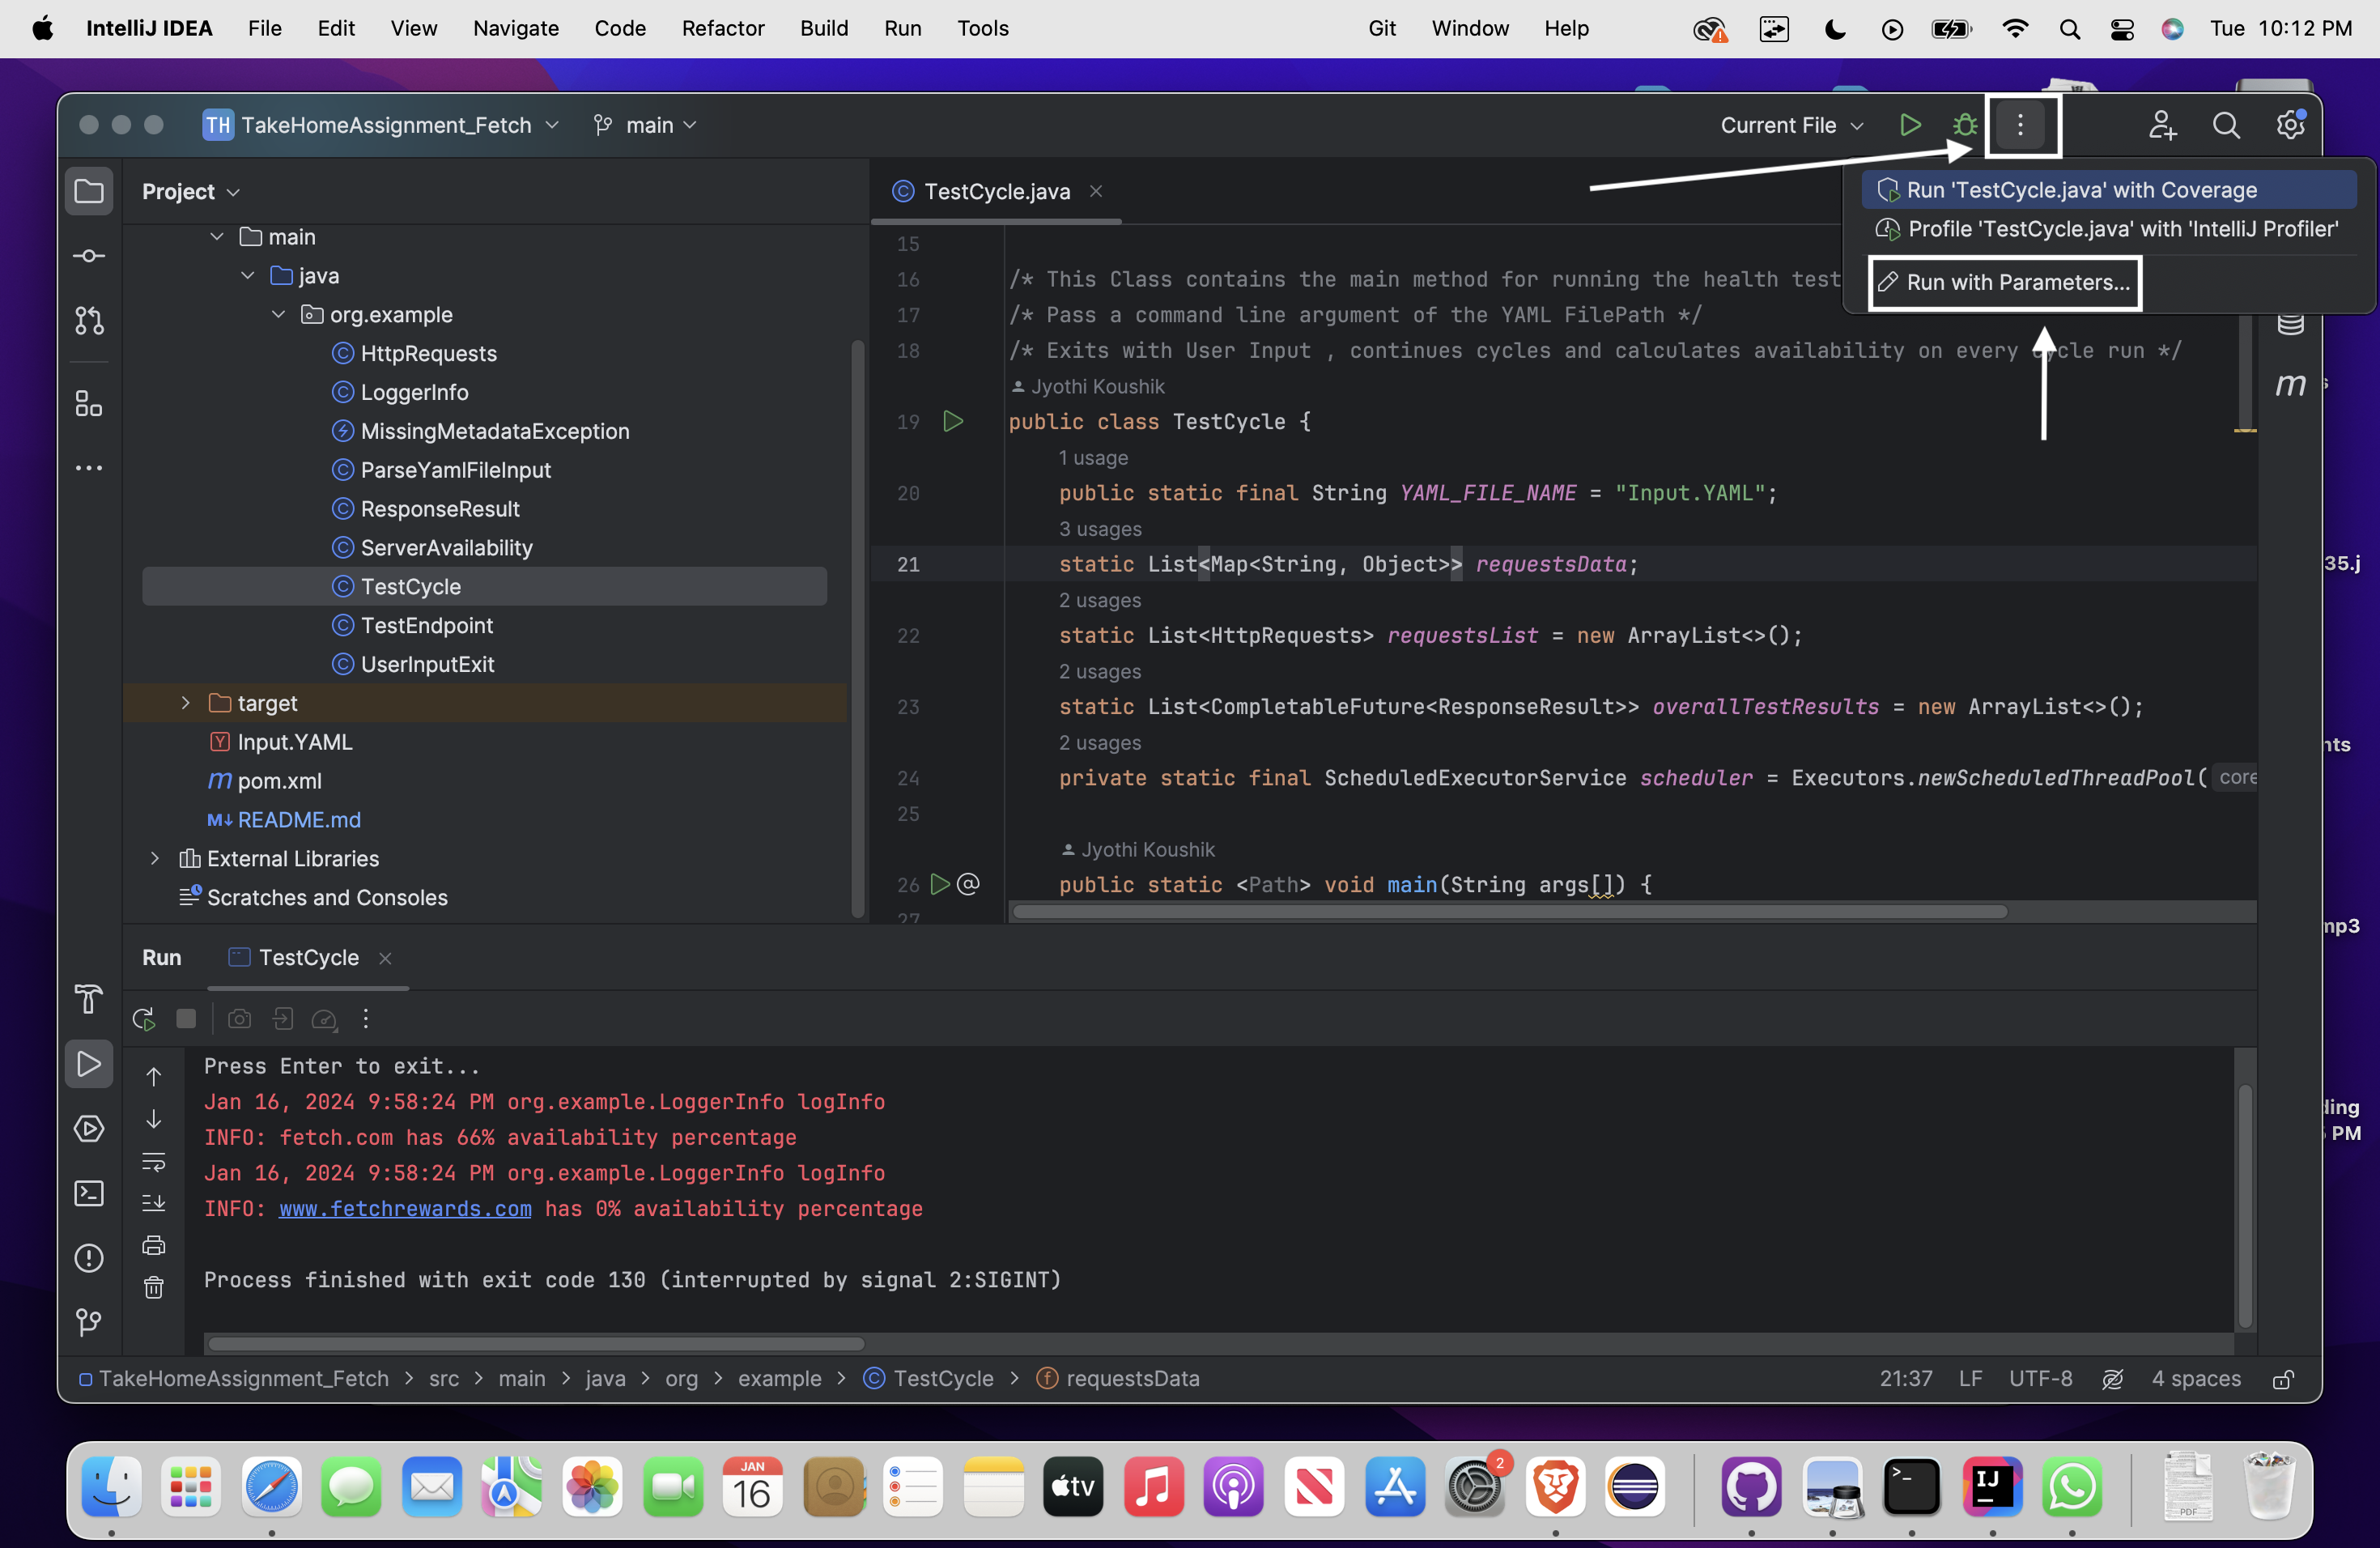 IntelliJ IDEA File Edit View Navigate Code Refactor Build Run Tools Git Window Help Tue 10:12 PM
TH TakeHomeAssignment_Fetch main Current File
Project
TestCycle.java
Run 'TestCycle.java' with Coverage
Profile 'TestCycle.java' with 'IntelliJ Profiler'
Run with Parameters...
main
java
org.example
HttpRequests
LoggerInfo
MissingMetadataException
ParseYamlFileInput
ResponseResult
ServerAvailability
TestCycle
TestEndpoint
UserInputExit
target
Input.YAML
pom.xml
README.md
External Libraries
Scratches and Consoles
15
16 /* This Class contains the main method for running the health test
17 /* Pass a command line argument of the YAML FilePath */
18 /* Exits with User Input , continues cycles and calculates availability on every cycle run */
Jyothi Koushik
19 public class TestCycle {
1 usage
20 public static final String YAML_FILE_NAME = "Input.YAML";
3 usages
21 static List<Map<String, Object>> requestsData;
2 usages
22 static List<HttpRequests> requestsList = new ArrayList<>();
2 usages
23 static List<CompletableFuture<ResponseResult>> overallTestResults = new ArrayList<>();
2 usages
24 private static final ScheduledExecutorService scheduler = Executors.newScheduledThreadPool( core
25
Jyothi Koushik
26 public static <Path> void main(String args[]) {
27
Run TestCycle
Press Enter to exit...
Jan 16, 2024 9:58:24 PM org.example.LoggerInfo logInfo
INFO: fetch.com has 66% availability percentage
Jan 16, 2024 9:58:24 PM org.example.LoggerInfo logInfo
INFO: www.fetchrewards.com has 0% availability percentage
Process finished with exit code 130 (interrupted by signal 2:SIGINT)
TakeHomeAssignment_Fetch > src > main > java > org > example > TestCycle > requestsData
21:37 LF UTF-8 4 spaces
35.j
nts
mp3
ding
PM
JAN
16
tv
2
IJ
PDF